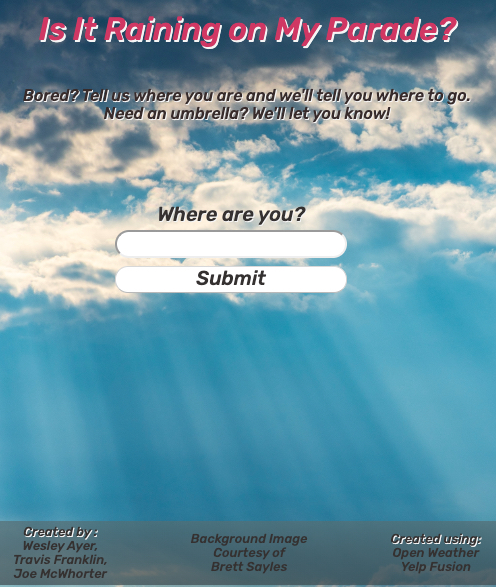 Is It Raining on My Parade?
Bored? Tell us where you are and we'll tell you where to go.
Need an umbrella? We'll let you know!
Where are you?
Submit
Created by :
Wesley Ayer,
Travis Franklin,
Joe McWhorter
Background Image
Courtesy of
Brett Sayles
Created using:
Open Weather
Yelp Fusion